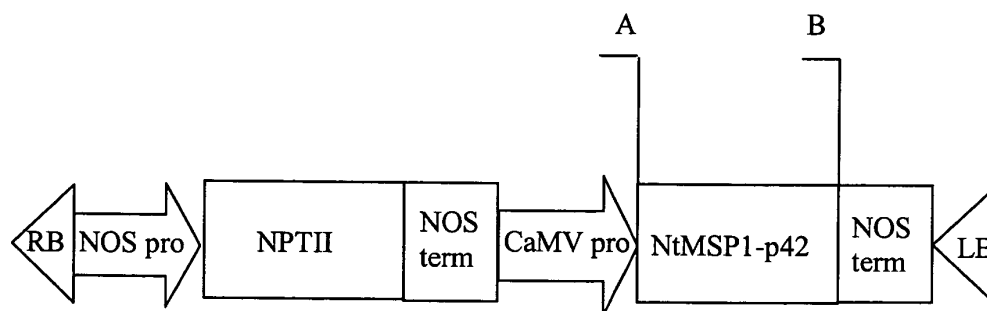 A
B
RB
NOS pro
NPTII
NOS
term
CaMV pro
NtMSP1-p42
NOS
term
LB